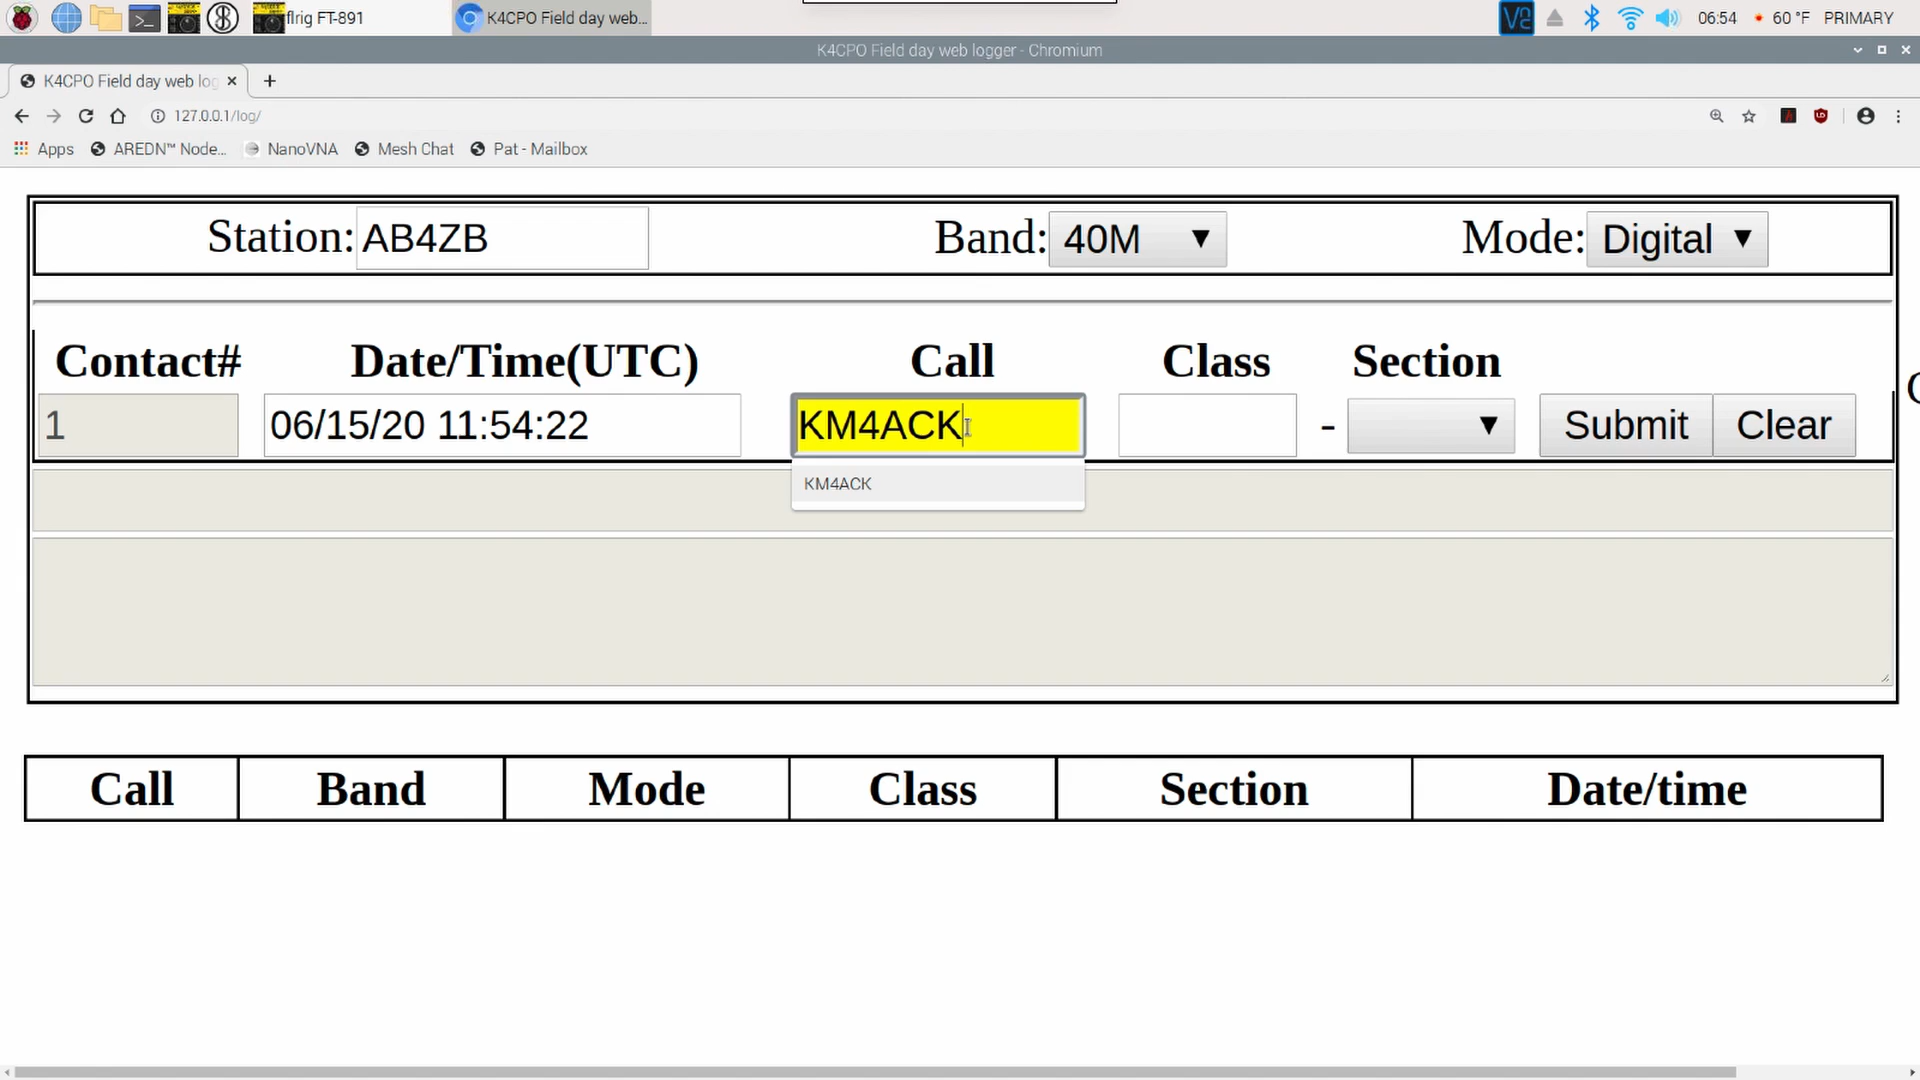 flrig FT-891 K4CPO Field day web... 06:54 60 °F PRIMARY
K4CPO Field day web logger - Chromium
K4CPO Field day web log
127.0.0.1/log/
Apps AREDN™ Node... NanoVNA Mesh Chat Pat - Mailbox
Station: AB4ZB Band: 40M Mode: Digital
Contact# Date/Time(UTC) Call Class Section
1 06/15/20 11:54:22 KM4ACK - Submit Clear
KM4ACK
Call Band Mode Class Section Date/time